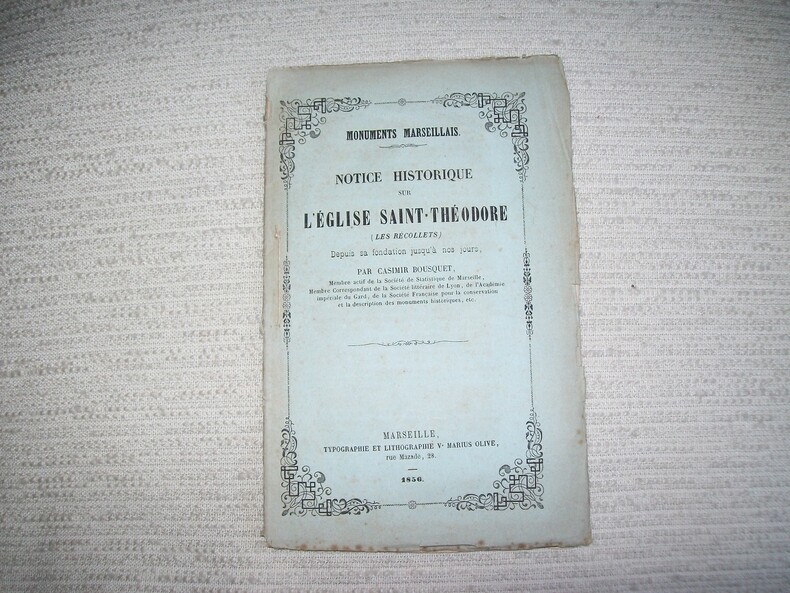 MONUMENTS MARSEILLAIS.
NOTICE HISTORIQUE
SUR
L'ÉGLISE SAINT-THÉODORE
(LES RÉCOLLETS)
Depuis sa fondation jusqu'à nos jours,
PAR CASIMIR BOUSQUET,
Membre actif de la Société de Statistique de Marseille,
Membre Correspondant de la Société littéraire de Lyon, de l'Académie
impériale du Gard, de la Société Française pour la conservation
et la description des monuments historiques, etc.
MARSEILLE,
TYPOGRAPHIE ET LITHOGRAPHIE Vᵉ MARIUS OLIVE,
rue Mazade, 28.
1856.